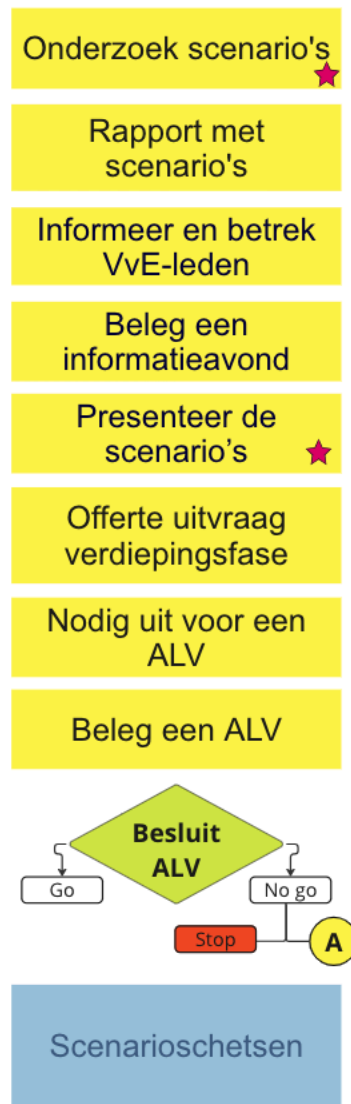 Onderzoek scenario's
Rapport met
scenario's
Informeer en betrek
VvE-leden
Beleg een
informatieavond
Presenteer de
scenario’s
Offerte uitvraag
verdiepingsfase
Nodig uit voor een
ALV
Beleg een ALV
Besluit
ALV
Go
No go
Stop
A
Scenarioschetsen